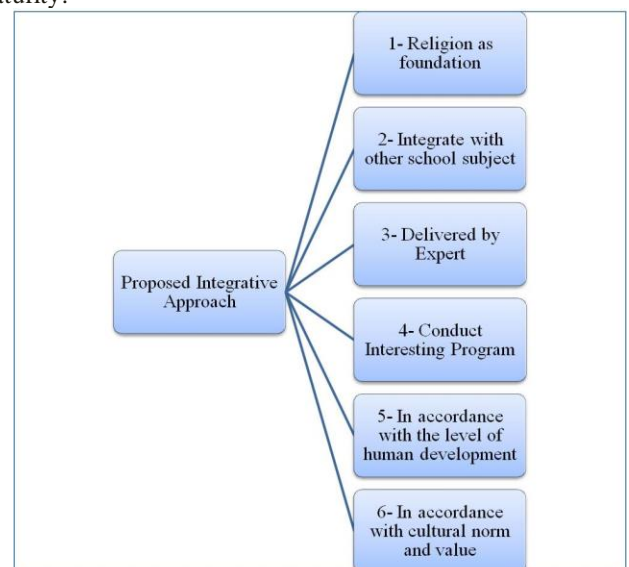 1- Religion as
foundation
2- Integrate with
other school subject
3- Delivered by
Expert
Proposed Integrative
Approach
4- Conduct
Interesting Program
5- In accordance
with the level of
human development
6- In accordance
with cultural norm
and value